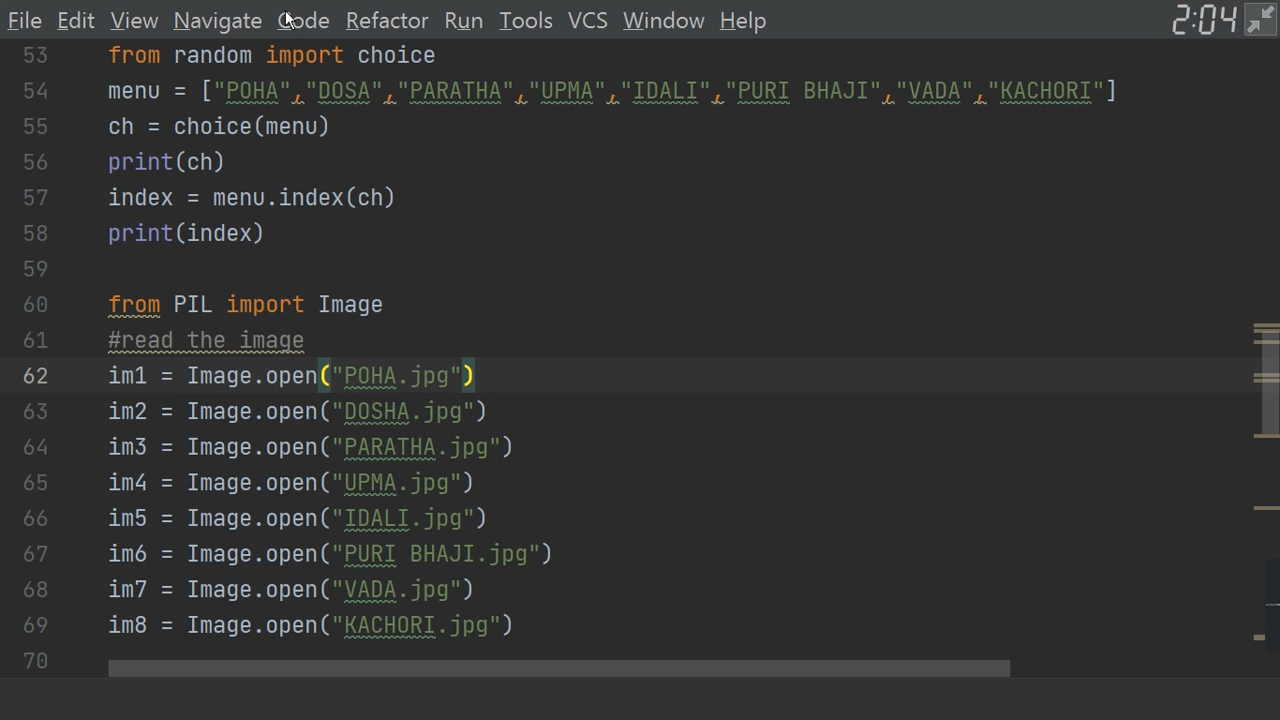 File Edit View Navigate Code Refactor Run Tools VCS Window Help 2:04
53 from random import choice
54 menu = ["POHA","DOSA","PARATHA","UPMA","IDALI","PURI BHAJI","VADA","KACHORI"]
55 ch = choice(menu)
56 print(ch)
57 index = menu.index(ch)
58 print(index)
59
60 from PIL import Image
61 #read the image
62 im1 = Image.open("POHA.jpg")
63 im2 = Image.open("DOSHA.jpg")
64 im3 = Image.open("PARATHA.jpg")
65 im4 = Image.open("UPMA.jpg")
66 im5 = Image.open("IDALI.jpg")
67 im6 = Image.open("PURI BHAJI.jpg")
68 im7 = Image.open("VADA.jpg")
69 im8 = Image.open("KACHORI.jpg")
70